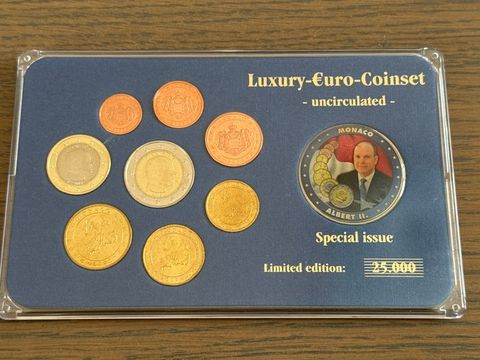 Luxury-€uro-Coinset
- uncirculated -
MONACO
ALBERT II.
Special issue
Limited edition: 25.000